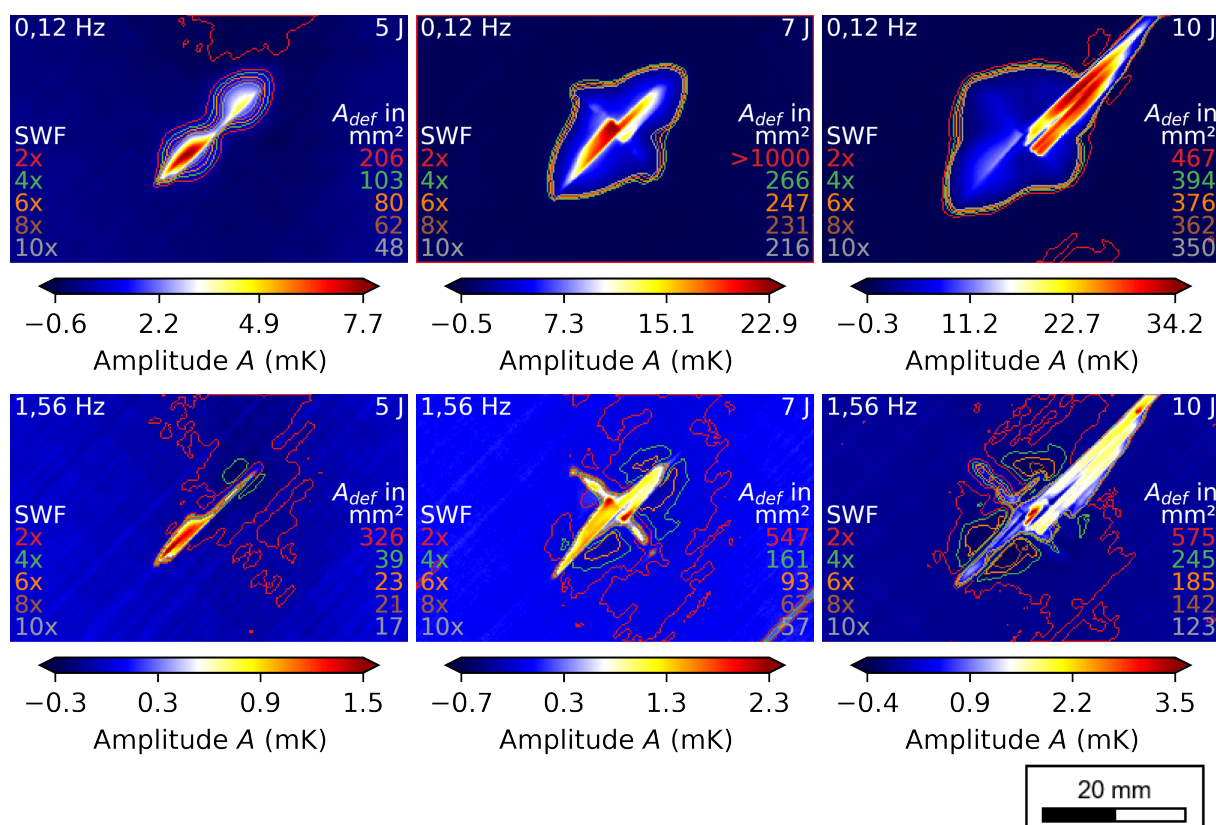 0,12 Hz 5 J
A_def in
SWF mm²
2x 206
4x 103
6x 80
8x 62
10x 48
−0.6 2.2 4.9 7.7
Amplitude A (mK)
0,12 Hz 7 J
A_def in
SWF mm²
2x >1000
4x 266
6x 247
8x 231
10x 216
−0.5 7.3 15.1 22.9
Amplitude A (mK)
0,12 Hz 10 J
A_def in
SWF mm²
2x 467
4x 394
6x 376
8x 362
10x 350
−0.3 11.2 22.7 34.2
Amplitude A (mK)
1,56 Hz 5 J
A_def in
SWF mm²
2x 326
4x 39
6x 23
8x 21
10x 17
−0.3 0.3 0.9 1.5
Amplitude A (mK)
1,56 Hz 7 J
A_def in
SWF mm²
2x 547
4x 161
6x 93
8x 62
10x 57
−0.7 0.3 1.3 2.3
Amplitude A (mK)
1,56 Hz 10 J
A_def in
SWF mm²
2x 575
4x 245
6x 185
8x 142
10x 123
−0.4 0.9 2.2 3.5
Amplitude A (mK)
20 mm